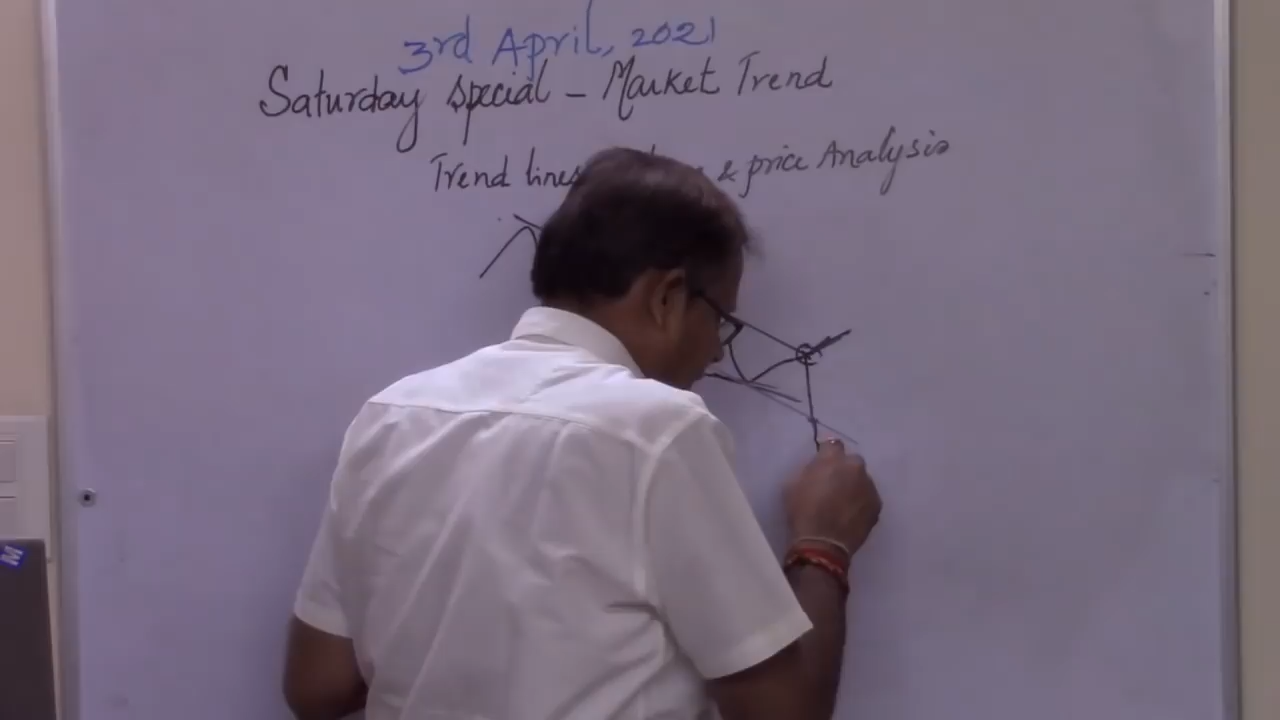 3rd April, 2021
Saturday special - Market Trend
Trend lines & price Analysis
M